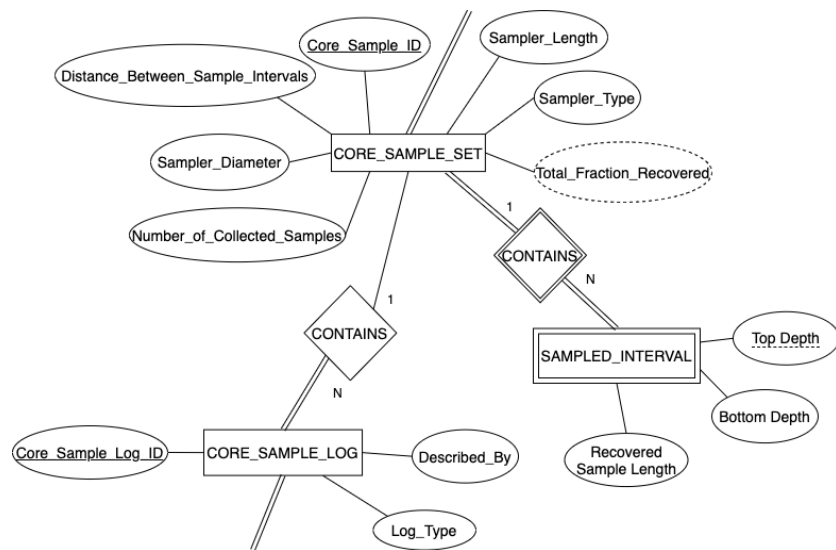 Core_Sample_ID
Sampler_Length
Distance_Between_Sample_Intervals
Sampler_Type
CORE_SAMPLE_SET
Sampler_Diameter
Total_Fraction_Recovered
Number_of_Collected_Samples
1
CONTAINS
N
1
CONTAINS
N
SAMPLED_INTERVAL
Top Depth
Bottom Depth
Recovered
Sample Length
Core_Sample_Log_ID
CORE_SAMPLE_LOG
Described_By
Log_Type